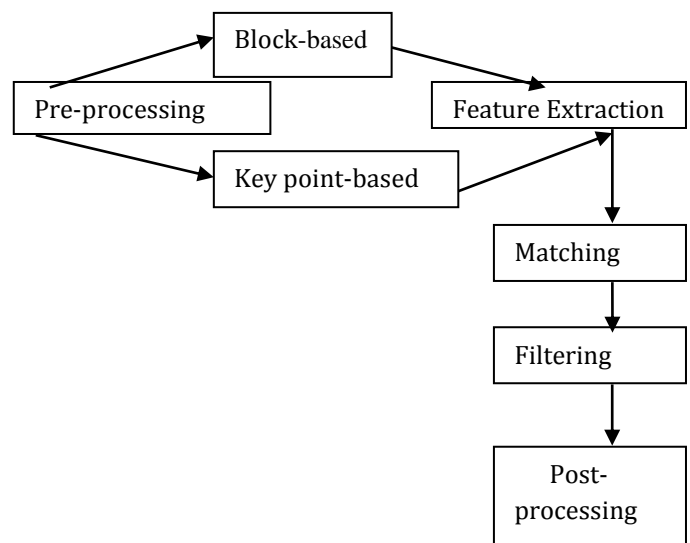 Block-based
Pre-processing
Feature Extraction
Key point-based
Matching
Filtering
Post-
processing